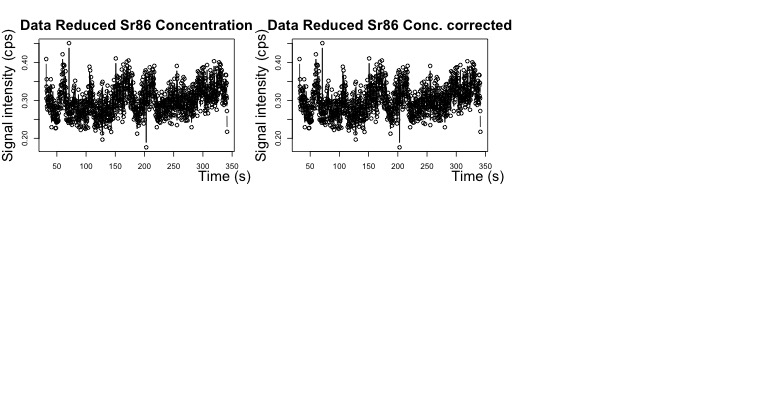 Data Reduced Sr86 Concentration
Signal intensity (cps)
0.20 0.30 0.40
50 100 150 200 250 300 350
Time (s)
Data Reduced Sr86 Conc. corrected
Signal intensity (cps)
0.20 0.30 0.40
50 100 150 200 250 300 350
Time (s)